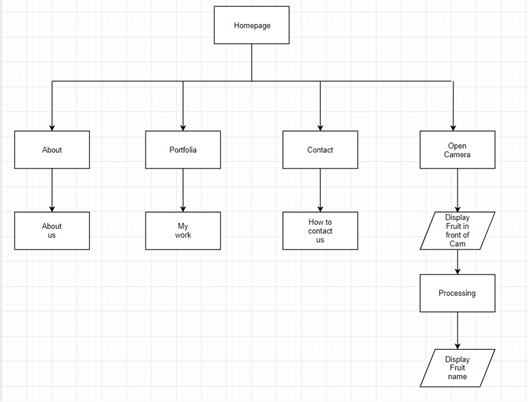 Homepage
About
Portfolia
Contact
Open
Camera
About
us
My
work
How to
contact
us
Display
Fruit in
front of
Cam
Processing
Display
Fruit
name